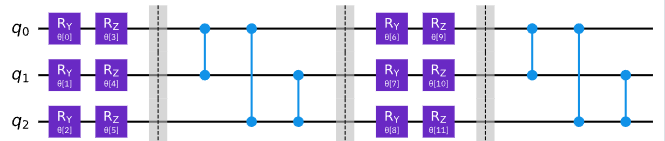 q0 RY θ[0] RZ θ[3] RY θ[6] RZ θ[9]
q1 RY θ[1] RZ θ[4] RY θ[7] RZ θ[10]
q2 RY θ[2] RZ θ[5] RY θ[8] RZ θ[11]